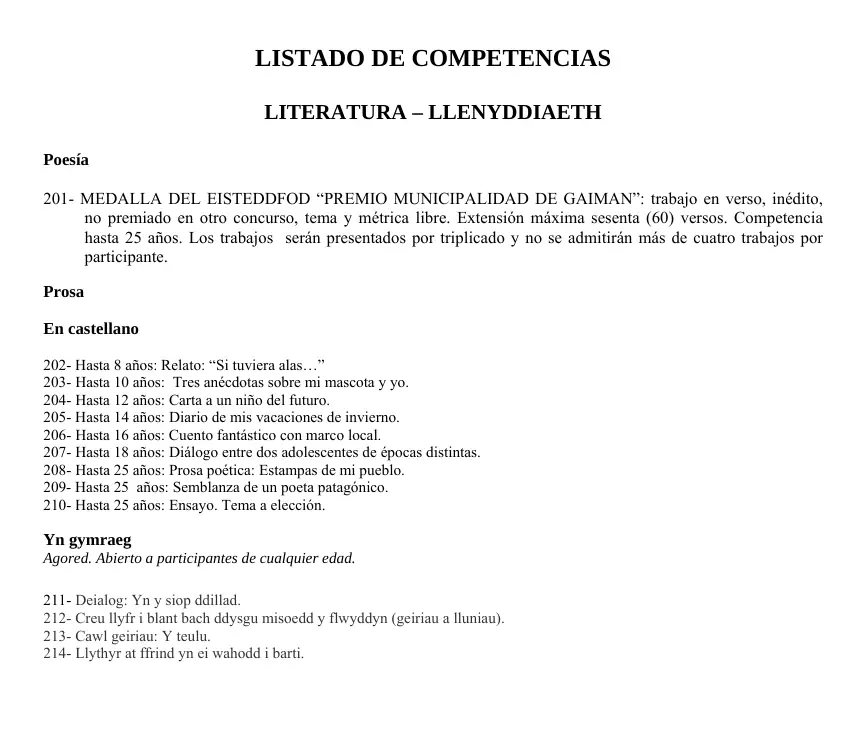 LISTADO DE COMPETENCIAS
LITERATURA – LLENYDDIAETH
Poesía
201- MEDALLA DEL EISTEDDFOD “PREMIO MUNICIPALIDAD DE GAIMAN”: trabajo en verso, inédito,
no premiado en otro concurso, tema y métrica libre. Extensión máxima sesenta (60) versos. Competencia
hasta 25 años. Los trabajos  serán presentados por triplicado y no se admitirán más de cuatro trabajos por
participante.
Prosa
En castellano
202- Hasta 8 años: Relato: “Si tuviera alas…”
203- Hasta 10 años:  Tres anécdotas sobre mi mascota y yo.
204- Hasta 12 años: Carta a un niño del futuro.
205- Hasta 14 años: Diario de mis vacaciones de invierno.
206- Hasta 16 años: Cuento fantástico con marco local.
207- Hasta 18 años: Diálogo entre dos adolescentes de épocas distintas.
208- Hasta 25 años: Prosa poética: Estampas de mi pueblo.
209- Hasta 25  años: Semblanza de un poeta patagónico.
210- Hasta 25 años: Ensayo. Tema a elección.
Yn gymraeg
Agored. Abierto a participantes de cualquier edad.
211- Deialog: Yn y siop ddillad.
212- Creu llyfr i blant bach ddysgu misoedd y flwyddyn (geiriau a lluniau).
213- Cawl geiriau: Y teulu.
214- Llythyr at ffrind yn ei wahodd i barti.